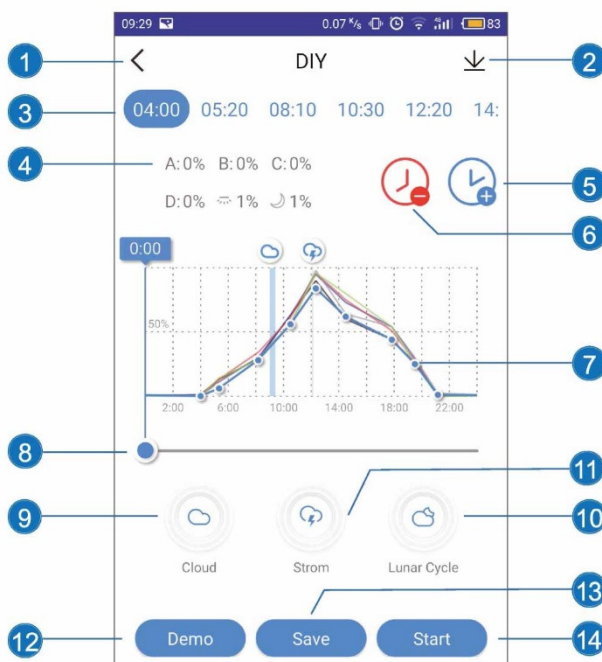 09:29 0.07 K/s 4G 83
1 DIY 2
3 04:00 05:20 08:10 10:30 12:20 14:
4 A:0% B:0% C:0%
5
D:0% 1% 1%
6
0:00
50%
7
2:00 6:00 10:00 14:00 18:00 22:00
8
11
9 10
Cloud Strom Lunar Cycle
13
12 Demo Save Start 14